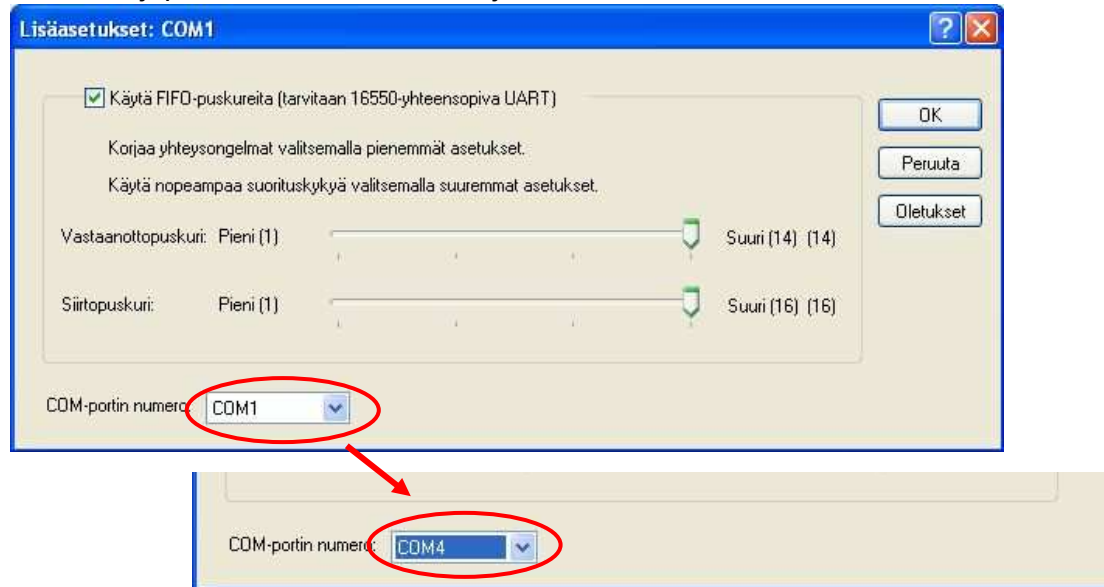 Lisäasetukset: COM1
Käytä FIFO-puskureita (tarvitaan 16550-yhteensopiva UART)
OK
Korjaa yhteysongelmat valitsemalla pienemmät asetukset.
Peruuta
Käytä nopeampaa suorituskykyä valitsemalla suuremmat asetukset.
Oletukset
Vastaanottopuskuri: Pieni (1) Suuri (14) (14)
Siirtopuskuri: Pieni (1) Suuri (16) (16)
COM-portin numero: COM1
COM-portin numero: COM4